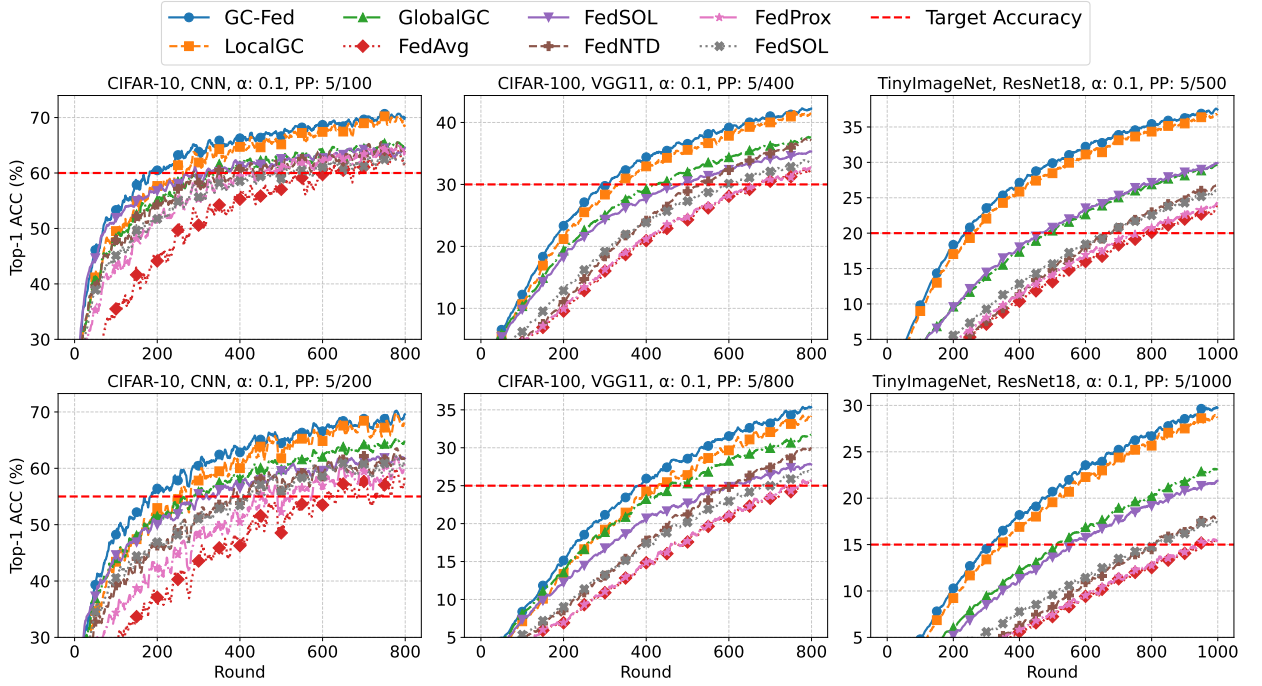 GC-Fed GlobalGC FedSOL FedProx Target Accuracy
LocalGC FedAvg FedNTD FedSOL
CIFAR-10, CNN, α: 0.1, PP: 5/100
Top-1 ACC (%)
70
60
50
40
30
0 200 400 600 800
CIFAR-100, VGG11, α: 0.1, PP: 5/400
40
30
20
10
0 200 400 600 800
TinyImageNet, ResNet18, α: 0.1, PP: 5/500
35
30
25
20
15
10
5
0 200 400 600 800 1000
CIFAR-10, CNN, α: 0.1, PP: 5/200
Top-1 ACC (%)
70
60
50
40
30
0 200 400 600 800
Round
CIFAR-100, VGG11, α: 0.1, PP: 5/800
35
30
25
20
15
10
5
0 200 400 600 800
Round
TinyImageNet, ResNet18, α: 0.1, PP: 5/1000
30
25
20
15
10
5
0 200 400 600 800 1000
Round